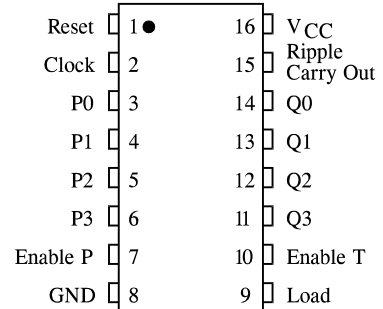 Reset 1 16 VCC
Clock 2 15 Ripple
Carry Out
P0 3 14 Q0
P1 4 13 Q1
P2 5 12 Q2
P3 6 11 Q3
Enable P 7 10 Enable T
GND 8 9 Load